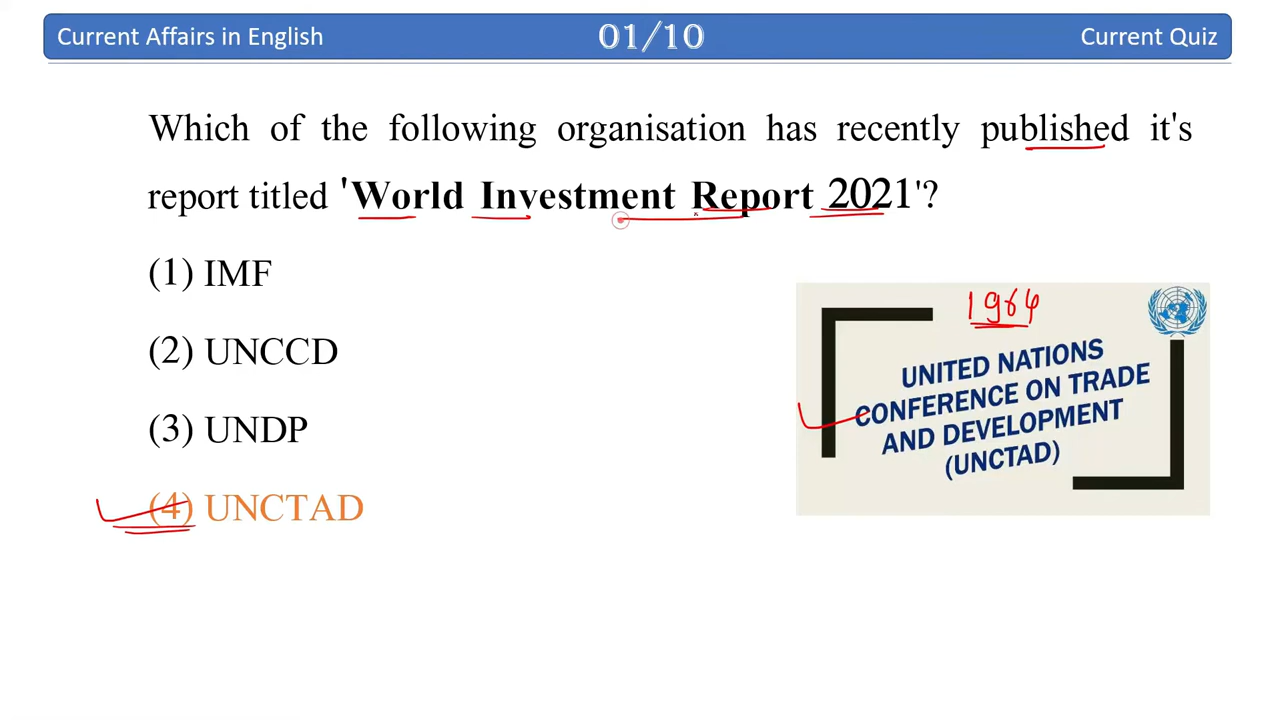 Current Affairs in English 01/10 Current Quiz
Which of the following organisation has recently published it's
report titled 'World Investment Report 2021'?
(1) IMF
(2) UNCCD
(3) UNDP
(4) UNCTAD
1964
UNITED NATIONS
CONFERENCE ON TRADE
AND DEVELOPMENT
(UNCTAD)